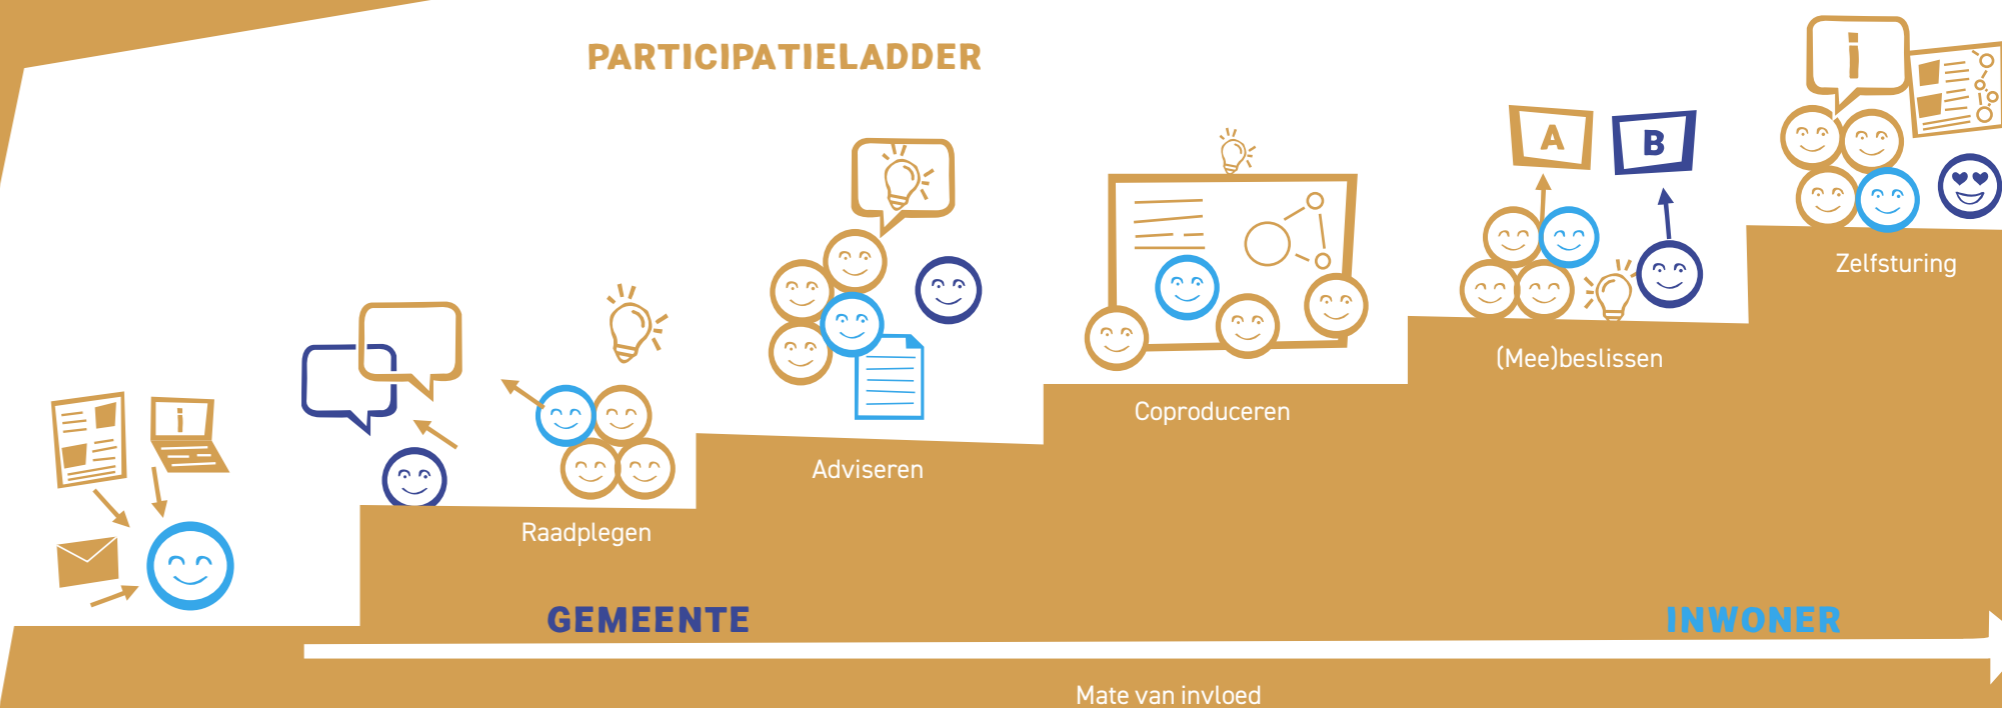 PARTICIPATIELADDER
i
A
B
i
Zelfsturing
(Mee)beslissen
Coproduceren
Adviseren
Raadplegen
GEMEENTE
INWONER
Mate van invloed